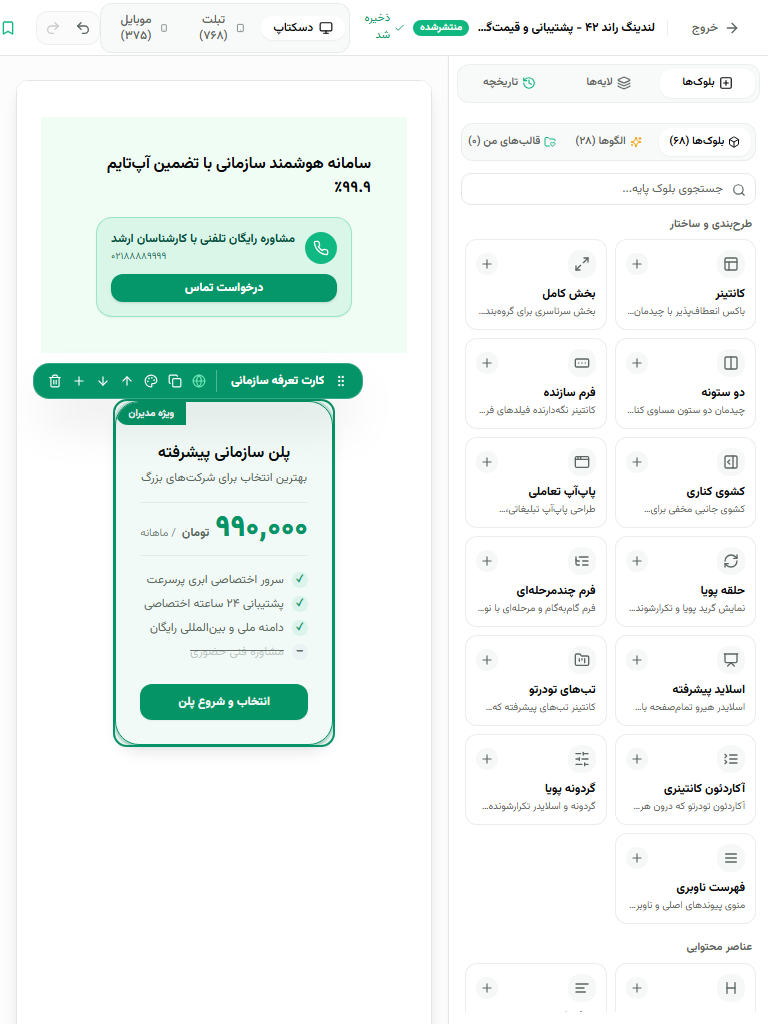 خروج
لندینگ راند ۴۲ - پشتیبانی و قیمت‌گ...
منتشرشده
ذخیره شد
دسکتاپ
تبلت (۷۶۸)
موبایل (۳۷۵)
بلوک‌ها
لایه‌ها
تاریخچه
بلوک‌ها (۶۸)
الگوها (۲۸)
قالب‌های من (۰)
جستجوی بلوک پایه...
طرح‌بندی و ساختار
کانتینر
باکس انعطاف‌پذیر با چیدمان...
بخش کامل
بخش سرتاسری برای گروه‌بند...
دو ستونه
چیدمان دو ستون مساوی کنا...
فرم سازنده
کانتینر نگه‌دارنده فیلدهای فر...
کشوی کناری
کشوی جانبی مخفی برای...
پاپ‌آپ تعاملی
طراحی پاپ‌آپ تبلیغاتی،...
حلقه پویا
نمایش گرید پویا و تکرارشونده...
فرم چندمرحله‌ای
فرم گام‌به‌گام و مرحله‌ای با نو...
اسلاید پیشرفته
اسلایدر هیرو تمام‌صفحه با...
تب‌های تودرتو
کانتینر تب‌های پیشرفته که...
آکاردئون کانتینری
آکاردئون تودرتو که درون هر...
گردونه پویا
گردونه و اسلایدر تکرارشونده...
فهرست ناوبری
منوی پیوندهای اصلی و ناوبر...
عناصر محتوایی
سامانه هوشمند سازمانی با تضمین آپ‌تایم
۹۹.۹٪
مشاوره رایگان تلفنی با کارشناسان ارشد
۰۲۱۸۸۸۸۹۹۹۹
درخواست تماس
کارت تعرفه سازمانی
ویژه مدیران
پلن سازمانی پیشرفته
بهترین انتخاب برای شرکت‌های بزرگ
۹۹۰,۰۰۰ تومان / ماهانه
سرور اختصاصی ابری پرسرعت
پشتیبانی ۲۴ ساعته اختصاصی
دامنه ملی و بین‌المللی رایگان
مشاوره فنی حضوری
انتخاب و شروع پلن